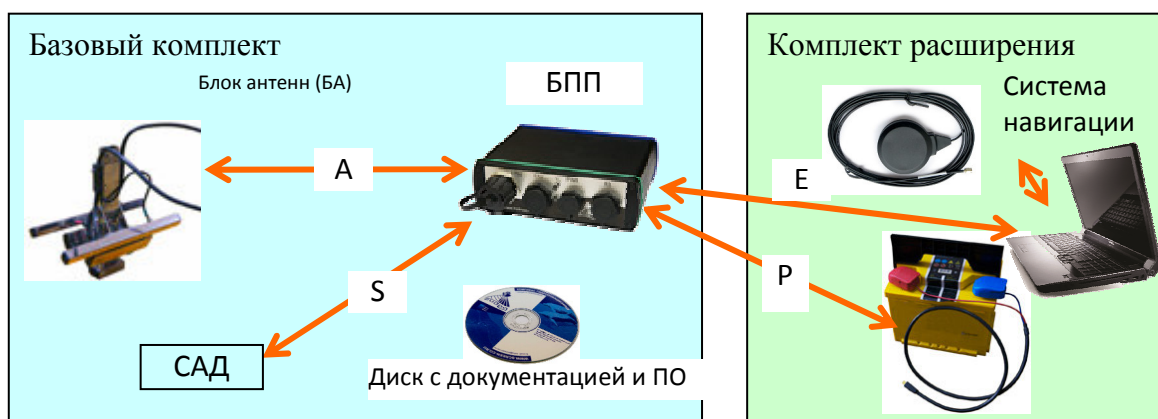 Базовый комплект
Блок антенн (БА)
БПП
А
S
САД
Диск с документацией и ПО
Комплект расширения
Система
навигации
E
P